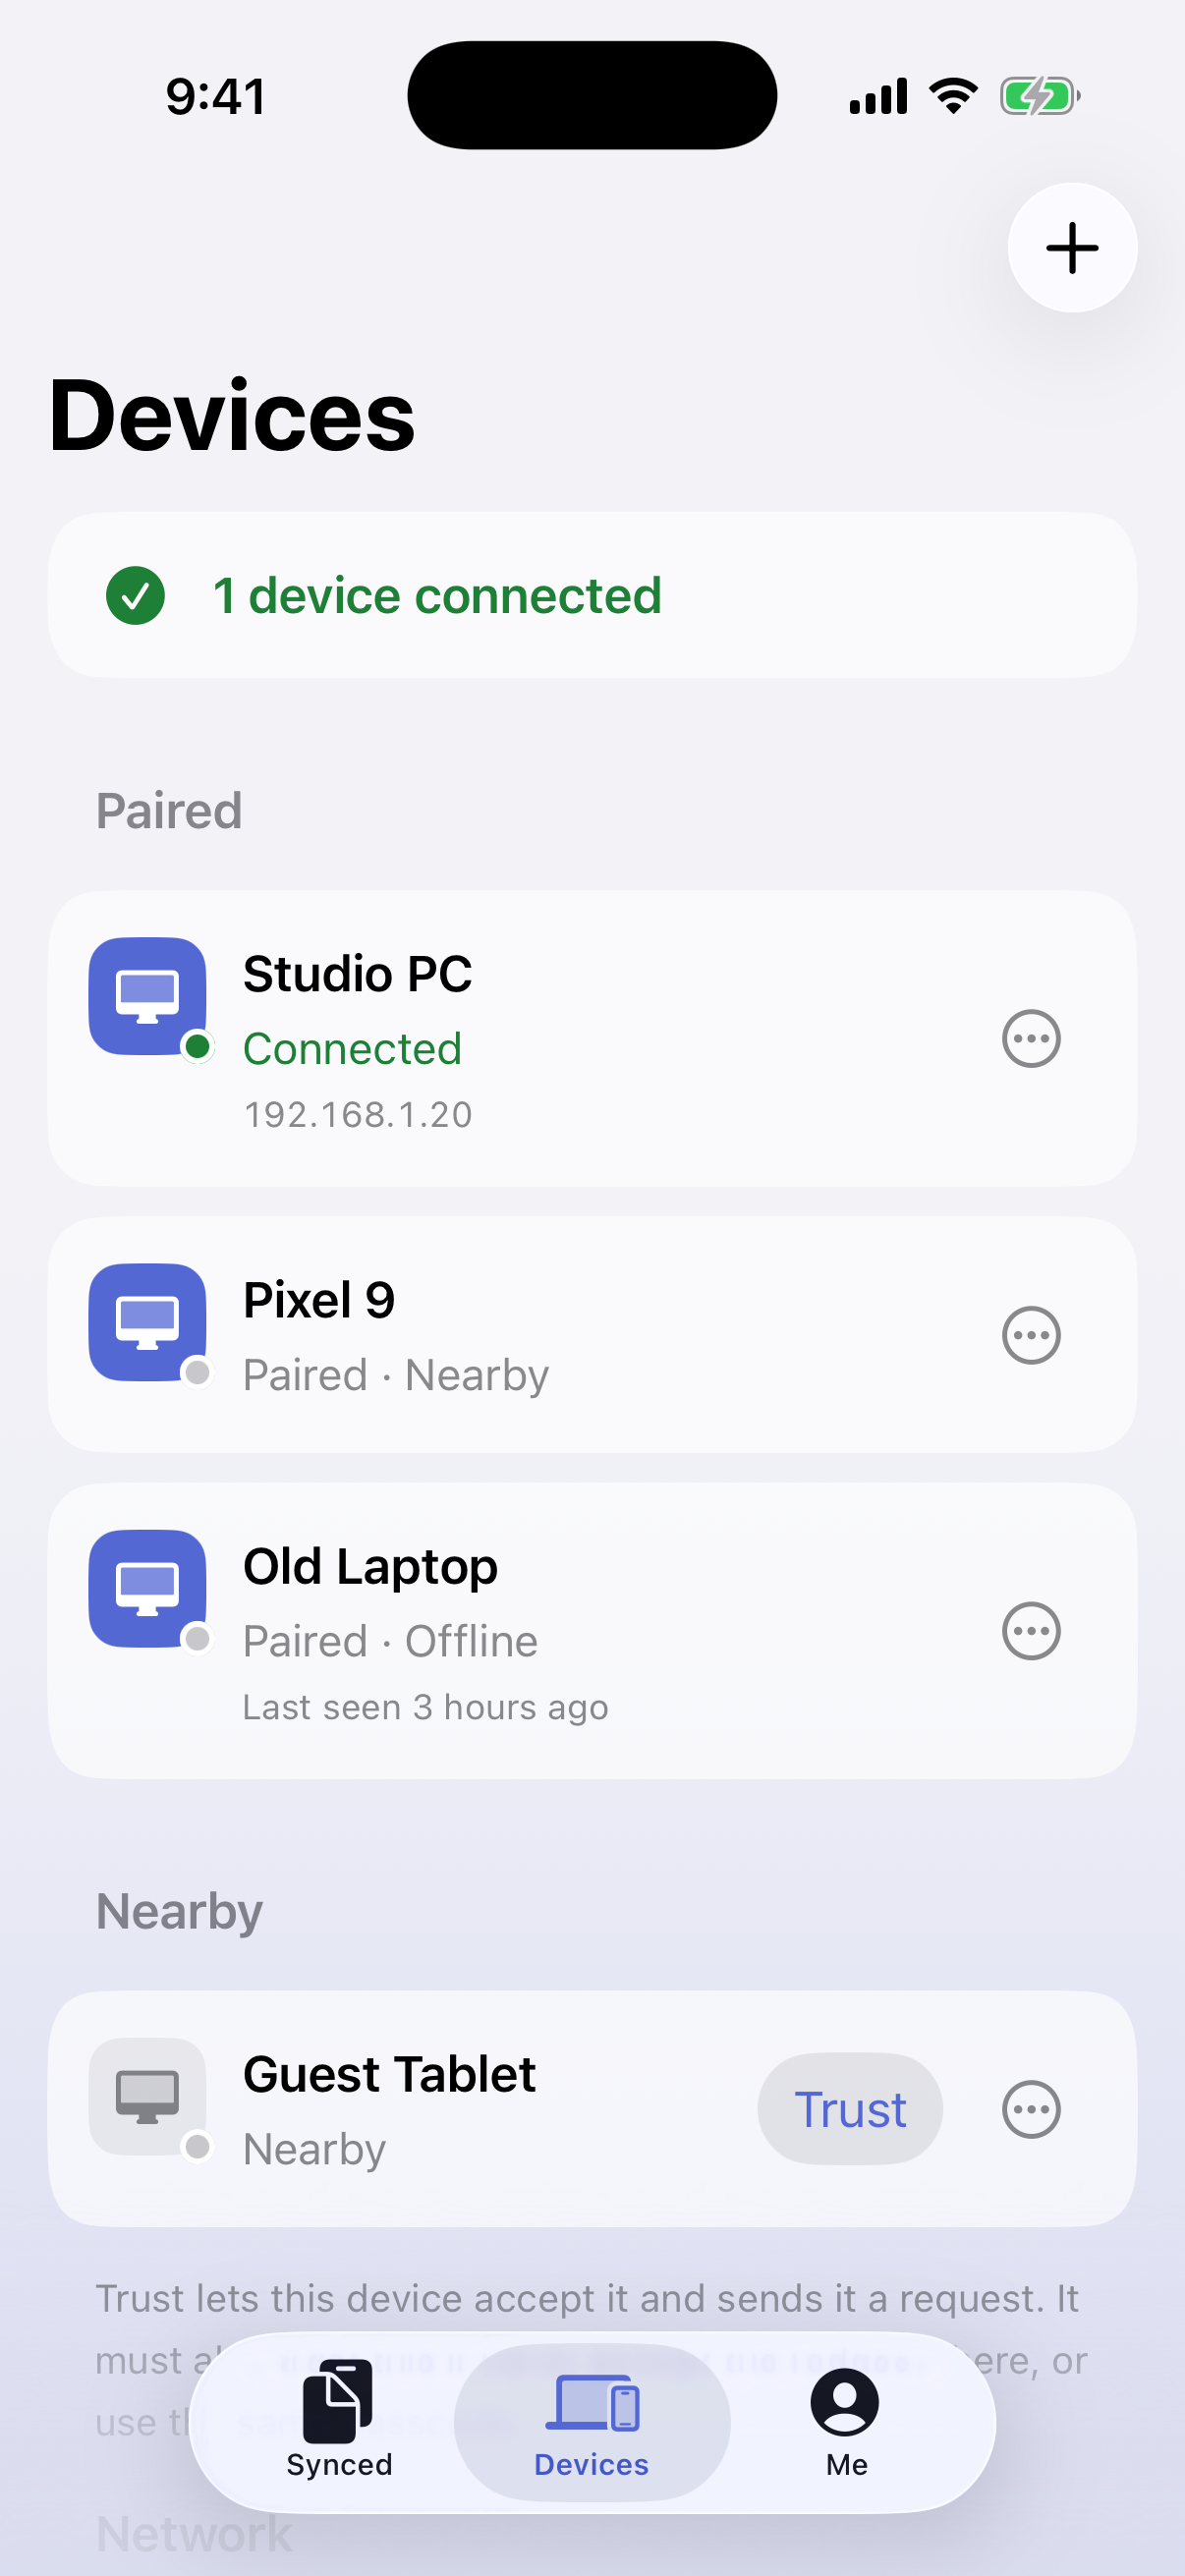 9:41
Devices
1 device connected
Paired
Studio PC
Connected
192.168.1.20
Pixel 9
Paired · Nearby
Old Laptop
Paired · Offline
Last seen 3 hours ago
Nearby
Guest Tablet
Nearby
Trust
Trust lets this device accept it and sends it a request. It
must or
use
Network
Synced
Devices
Me